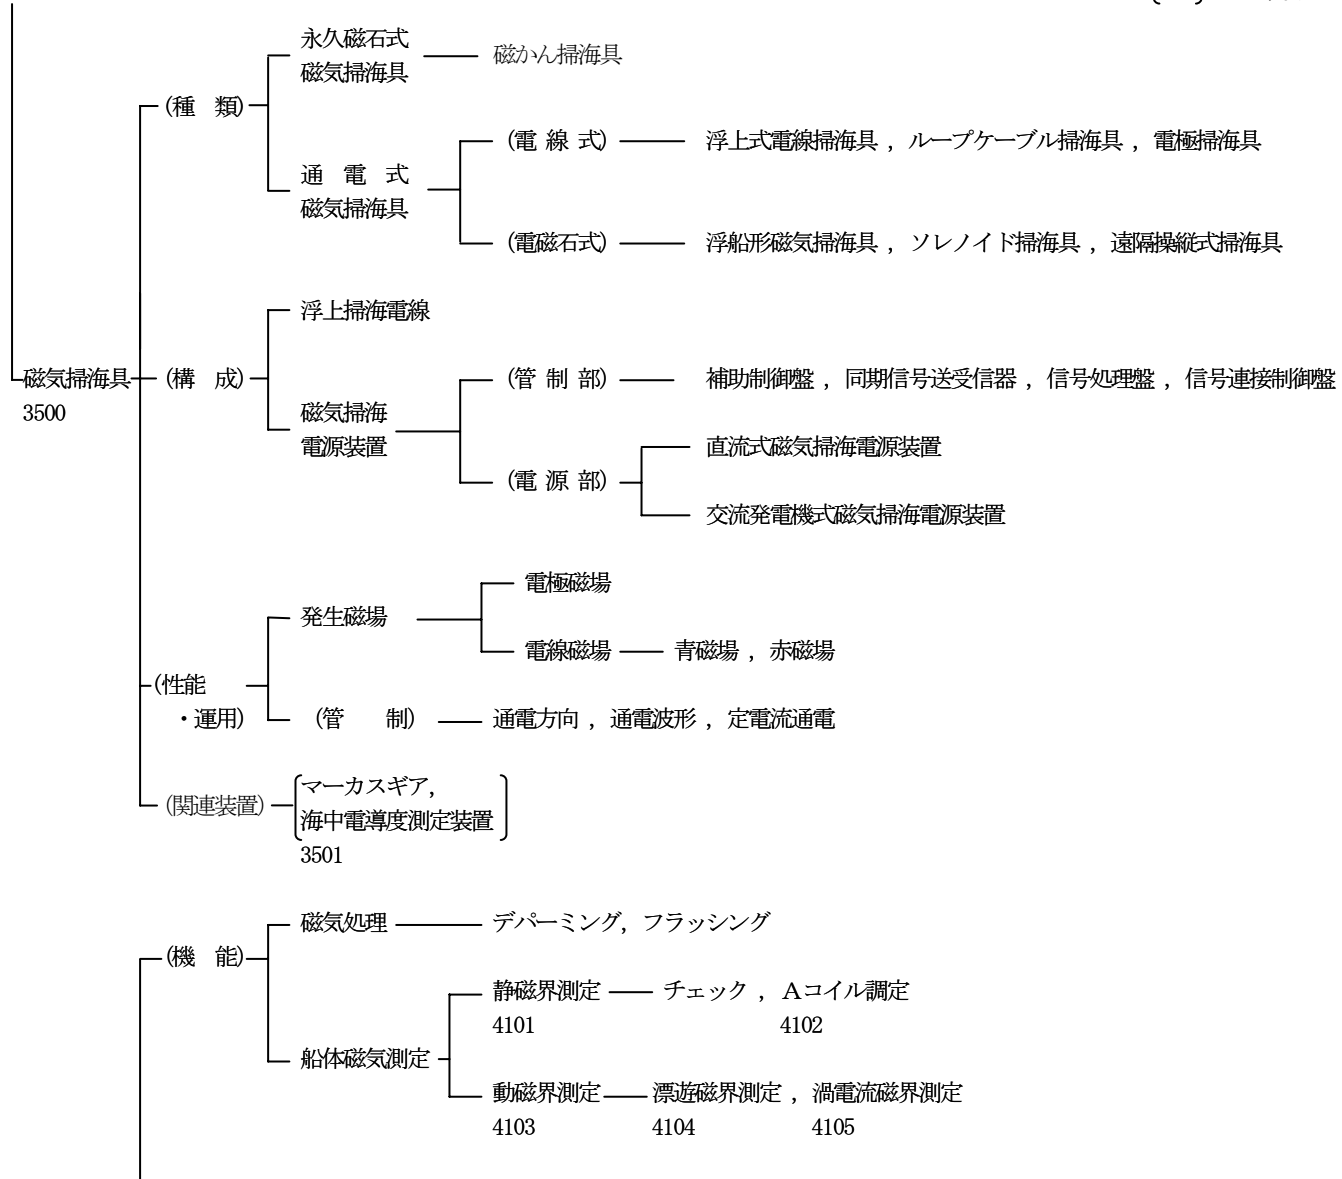 永久磁石式
磁気掃海具
磁かん掃海具
(種　類)
(電 線 式)
浮上式電線掃海具 , ループケーブル掃海具 , 電極掃海具
通　電　式
磁気掃海具
(電磁石式)
浮船形磁気掃海具 , ソレノイド掃海具 , 遠隔操縦式掃海具
浮上掃海電線
磁気掃海具
3500
(構　成)
(管 制 部)
補助制御盤 , 同期信号送受信器 , 信号処理盤 , 信号連接制御盤
磁気掃海
電源装置
直流式磁気掃海電源装置
(電 源 部)
交流発電機式磁気掃海電源装置
電極磁場
発生磁場
電線磁場
青磁場 , 赤磁場
(性能
・運用)
(管　　制)
通電方向 , 通電波形 , 定電流通電
(関連装置)
マーカスギア,
海中電導度測定装置
3501
磁気処理
デパーミング, フラッシング
(機　能)
静磁界測定
チェック , Ａコイル調定
4101
4102
船体磁気測定
動磁界測定
漂遊磁界測定 , 渦電流磁界測定
4103
4104
4105